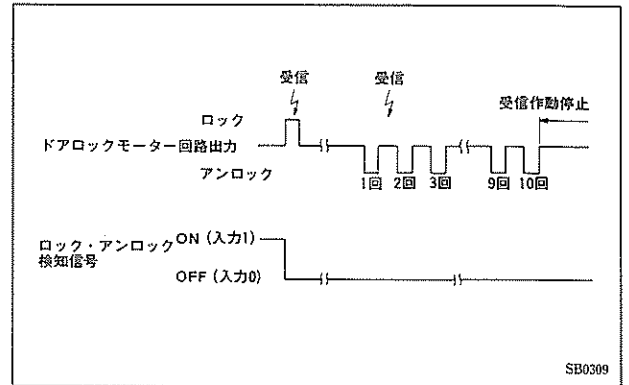 受信 受信
受信作動停止
ロック
ドアロックモーター回路出力
アンロック
1回 2回 3回 9回 10回
ロック・アンロック ON (入力1)
検知信号
OFF (入力0)
SB0309